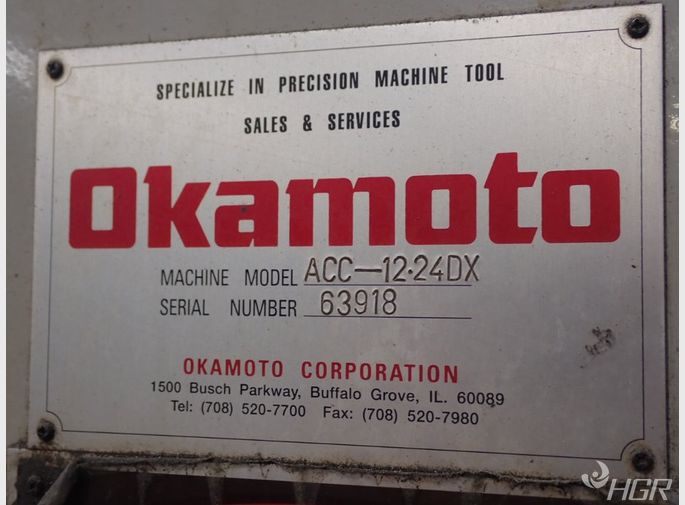 SPECIALIZE IN PRECISION MACHINE TOOL
SALES & SERVICES
Okamoto
MACHINE MODEL ACC—12·24DX
SERIAL NUMBER 63918
OKAMOTO CORPORATION
1500 Busch Parkway, Buffalo Grove, IL. 60089
Tel: (708) 520-7700 Fax: (708) 520-7980
HGR